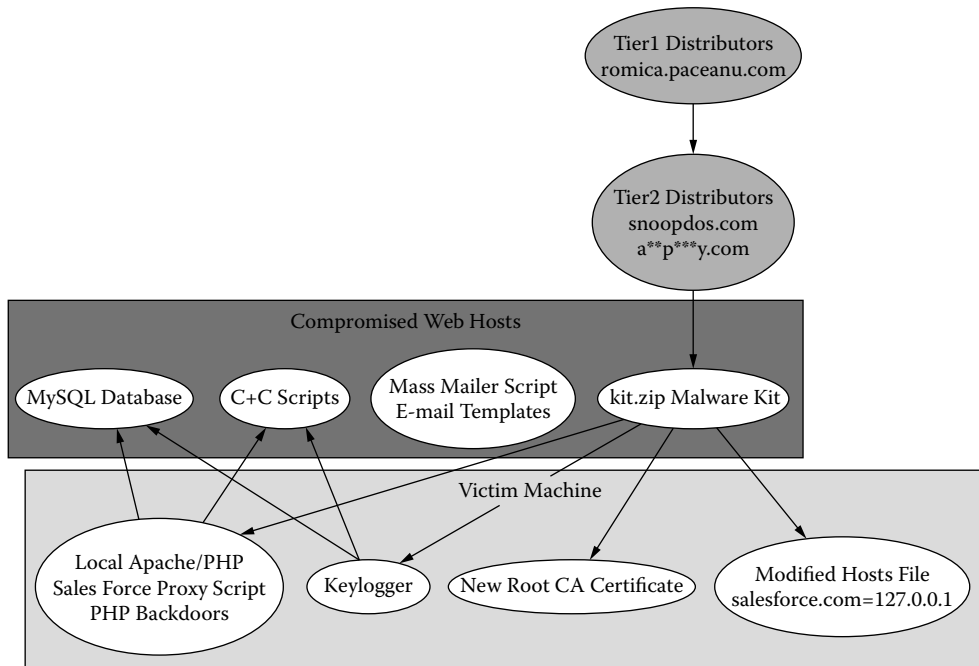 Tier1 Distributors
romica.paceanu.com
Tier2 Distributors
snoopdos.com
a**p***y.com
Compromised Web Hosts
MySQL Database
C+C Scripts
Mass Mailer Script
E-mail Templates
kit.zip Malware Kit
Victim Machine
Local Apache/PHP
Sales Force Proxy Script
PHP Backdoors
Keylogger
New Root CA Certificate
Modified Hosts File
salesforce.com=127.0.0.1